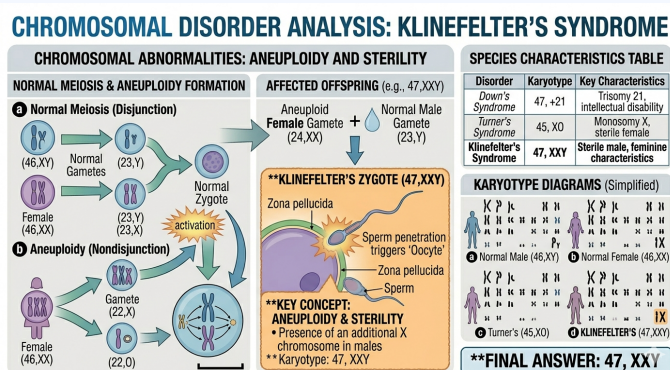 CHROMOSOMAL DISORDER ANALYSIS: KLINEFELTER'S SYNDROME
CHROMOSOMAL ABNORMALITIES: ANEUPLOIDY AND STERILITY
NORMAL MEIOSIS & ANEUPLOIDY FORMATION
a Normal Meiosis (Disjunction)
(46,XY)
Normal
Gametes
(23,Y)
Female
(46,XX)
(23,Y)
(23,X)
Normal
Zygote
activation
b Aneuploidy (Nondisjunction)
Female
(46,XX)
Gamete
(22,X)
(22,O)
AFFECTED OFFSPRING (e.g., 47,XXY)
Aneuploid
Female Gamete
(24,XX)
+
Normal Male
Gamete
(23,Y)
**KLINEFELTER'S ZYGOTE (47,XXY)
Zona pellucida
Sperm penetration
triggers 'Oocyte'
Zona pellucida
Sperm
**KEY CONCEPT:
ANEUPLOIDY & STERILITY
• Presence of an additional X
chromosome in males
**Karyotype: 47, XXY
SPECIES CHARACTERISTICS TABLE
Disorder Karyotype Key Characteristics
Down's Syndrome 47, +21 Trisomy 21, intellectual disability
Turner's Syndrome 45, XO Monosomy X, sterile female
Klinefelter's Syndrome 47, XXY Sterile male, feminine characteristics
KARYOTYPE DIAGRAMS (Simplified)
a Normal Male (46,XY)
b Normal Female (46,XX)
c Turner's (45,XO)
d KLINEFELTER'S (47,XXY)
**FINAL ANSWER: 47, XXY